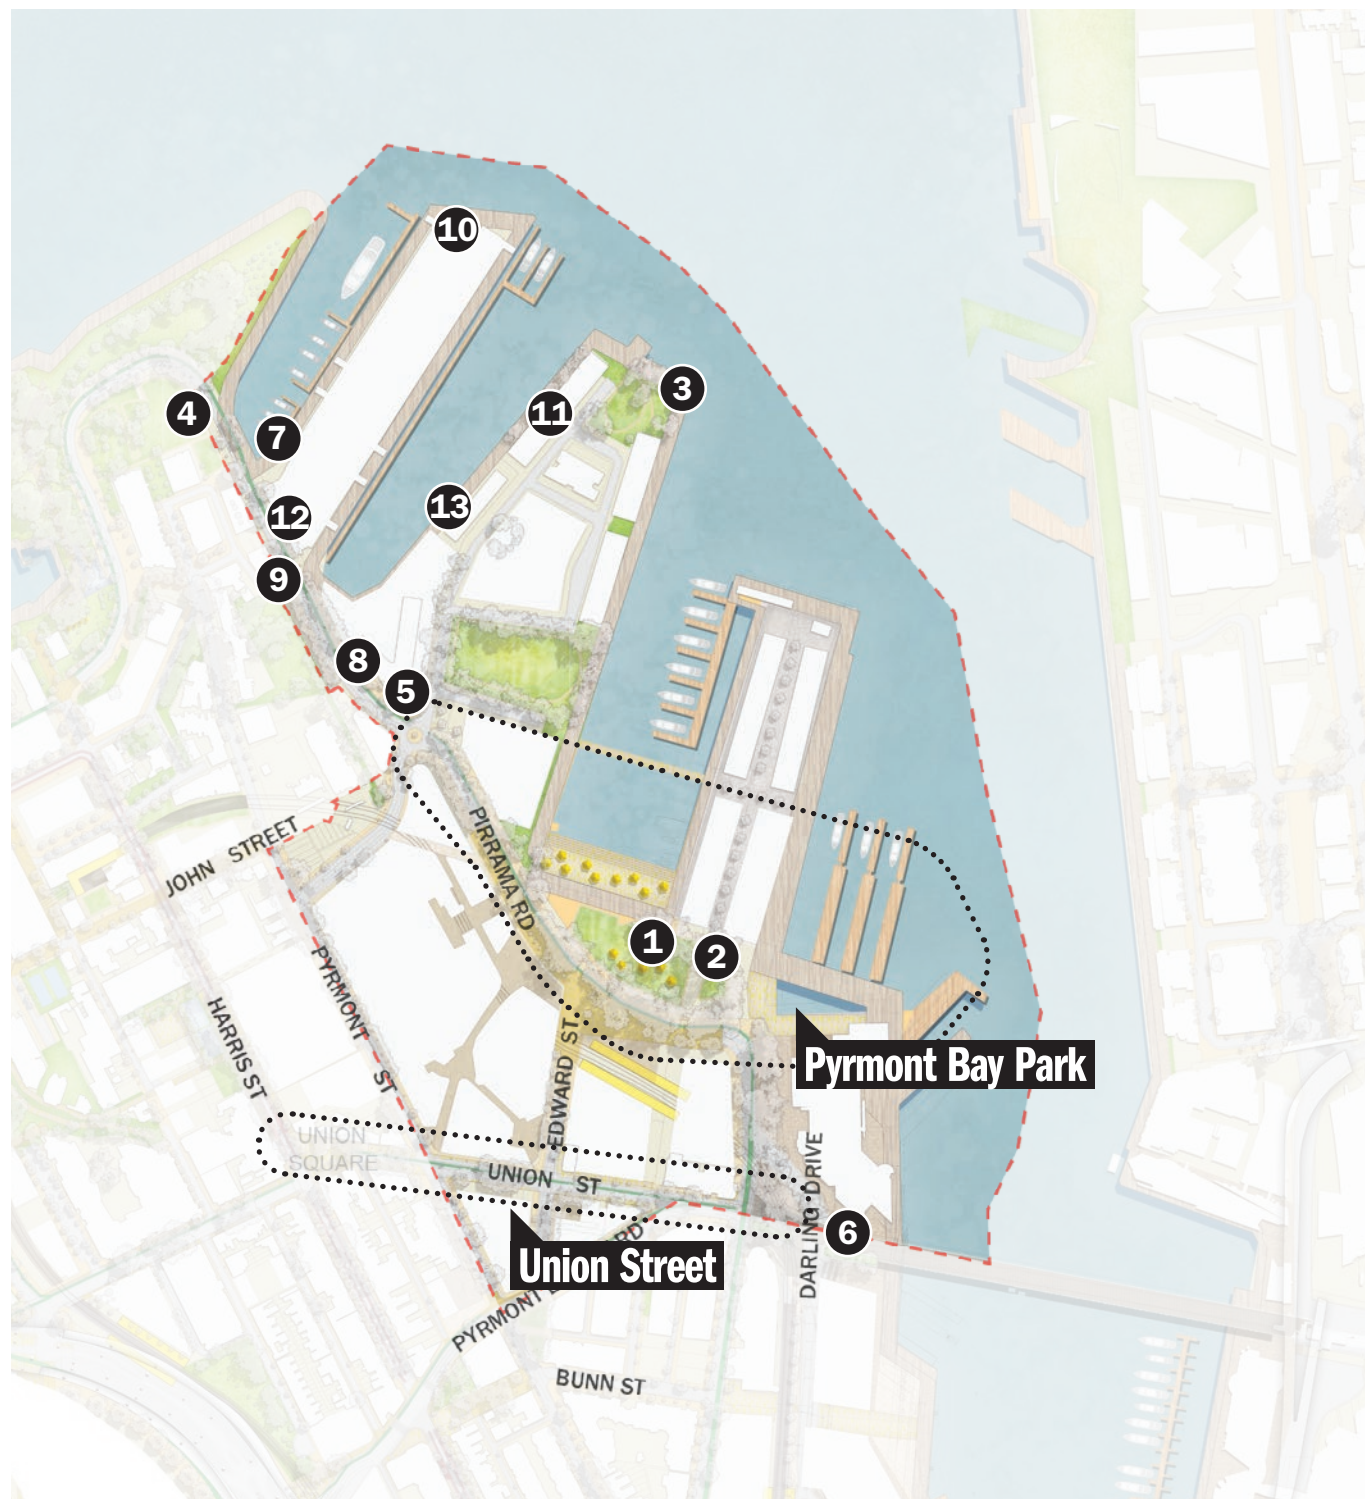 10
3
4
11
7
13
12
9
8
5
PIRRAMA RD
JOHN STREET
1
2
PYRMONT ST
HARRIS ST
EDWARD ST
Pyrmont Bay Park
UNION
SQUARE
UNION ST
DARLING DRIVE
6
Union Street
RD
PYRMONT
BUNN ST